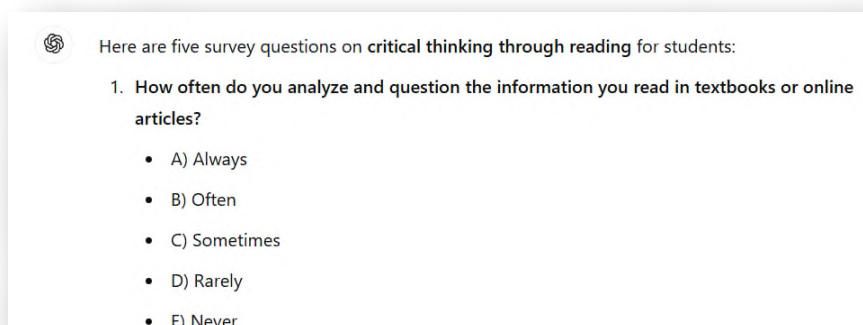 Here are five survey questions on critical thinking through reading for students:
1. How often do you analyze and question the information you read in textbooks or online
articles?
• A) Always
• B) Often
• C) Sometimes
• D) Rarely
• E) Never